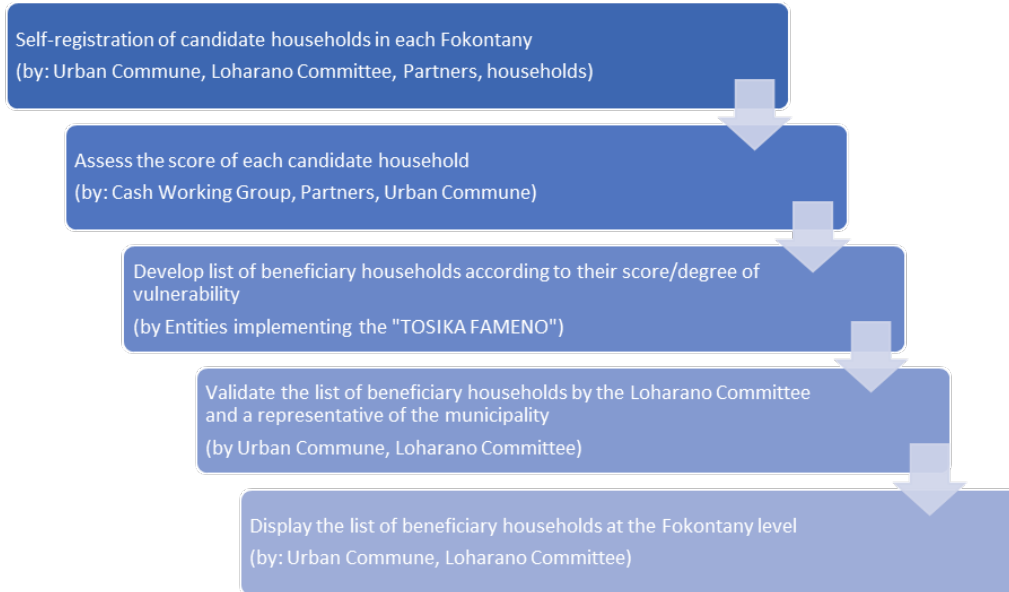 Self-registration of candidate households in each Fokontany
(by: Urban Commune, Loharano Committee, Partners, households)
Assess the score of each candidate household
(by: Cash Working Group, Partners, Urban Commune)
Develop list of beneficiary households according to their score/degree of
vulnerability
(by Entities implementing the "TOSIKA FAMENO")
Validate the list of beneficiary households by the Loharano Committee
and a representative of the municipality
(by Urban Commune, Loharano Committee)
Display the list of beneficiary households at the Fokontany level
(by: Urban Commune, Loharano Committee)